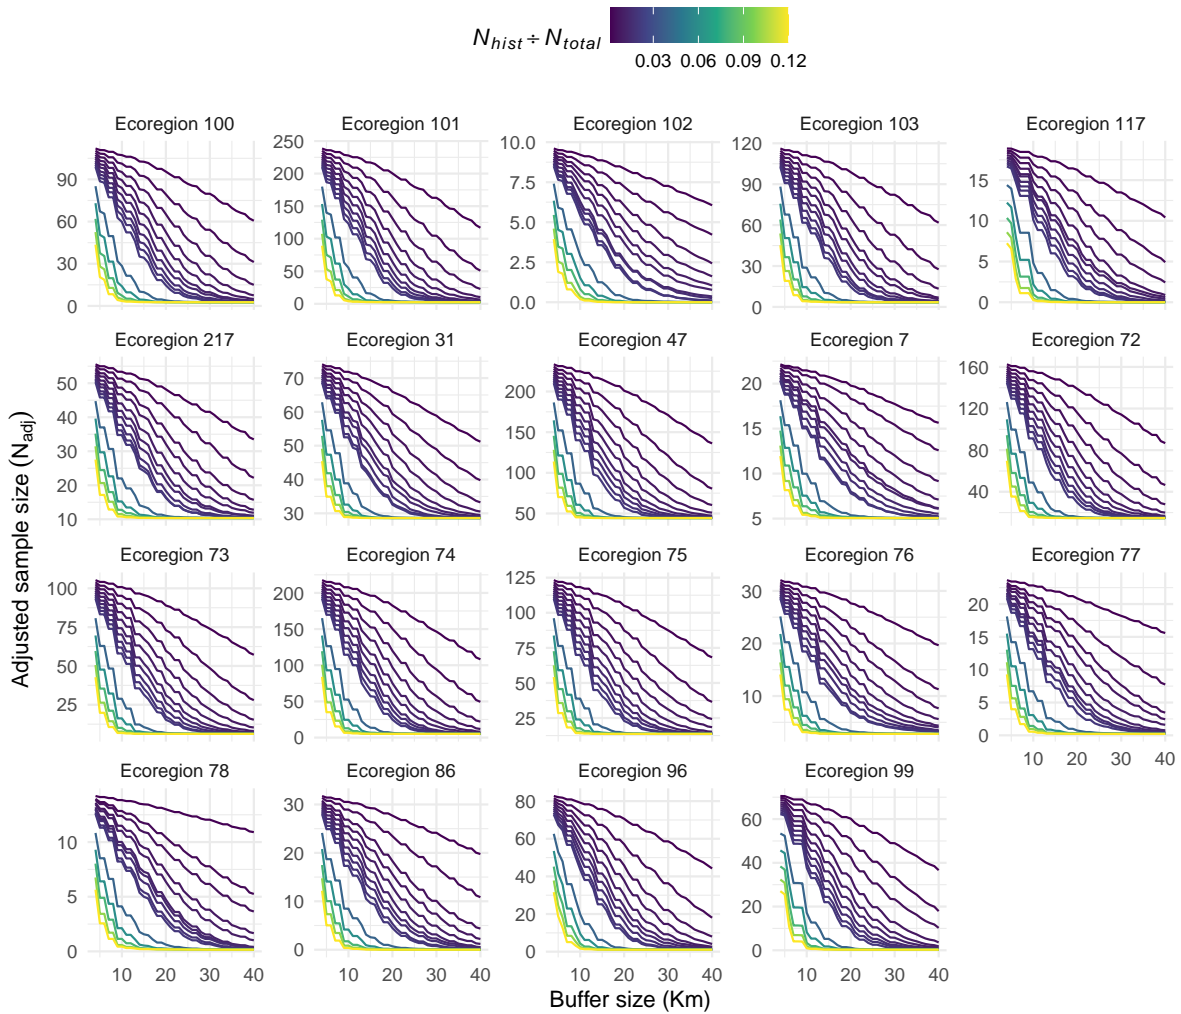 N_hist ÷ N_total
0.03 0.06 0.09 0.12
Ecoregion 100 Ecoregion 101 Ecoregion 102 Ecoregion 103 Ecoregion 117
90 60 30 0
250 200 150 100 50 0
10.0 7.5 5.0 2.5 0.0
120 90 60 30 0
15 10 5 0
Ecoregion 217 Ecoregion 31 Ecoregion 47 Ecoregion 7 Ecoregion 72
50 40 30 20 10
70 60 50 40 30
200 150 100 50
20 15 10 5
160 120 80 40
Adjusted sample size (N_adj)
Ecoregion 73 Ecoregion 74 Ecoregion 75 Ecoregion 76 Ecoregion 77
100 75 50 25
200 150 100 50 0
125 100 75 50 25
30 20 10
20 15 10 5 0
10 20 30 40
Ecoregion 78 Ecoregion 86 Ecoregion 96 Ecoregion 99
10 5 0
30 20 10 0
80 60 40 20 0
60 40 20 0
10 20 30 40 10 20 30 40 10 20 30 40 10 20 30 40
Buffer size (Km)